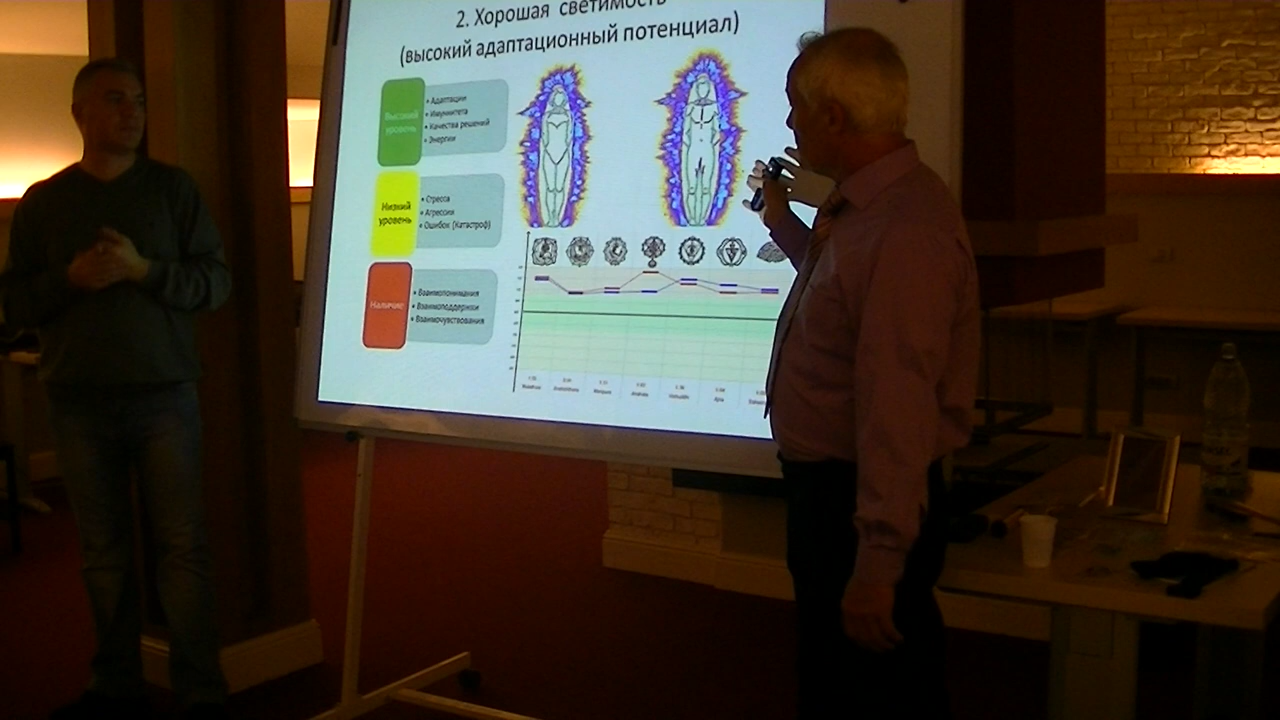 2. Хорошая светимость
(высокий адаптационный потенциал)
Высокий
уровень
• Адаптации
• Имунитета
• Качества решений
• Энергии
Низкий
уровень
• Стресса
• Агрессии
• Ошибок (Катастроф)
Наличие
• Взаимопонимания
• Взаимоподдержки
• Взаимочувствования